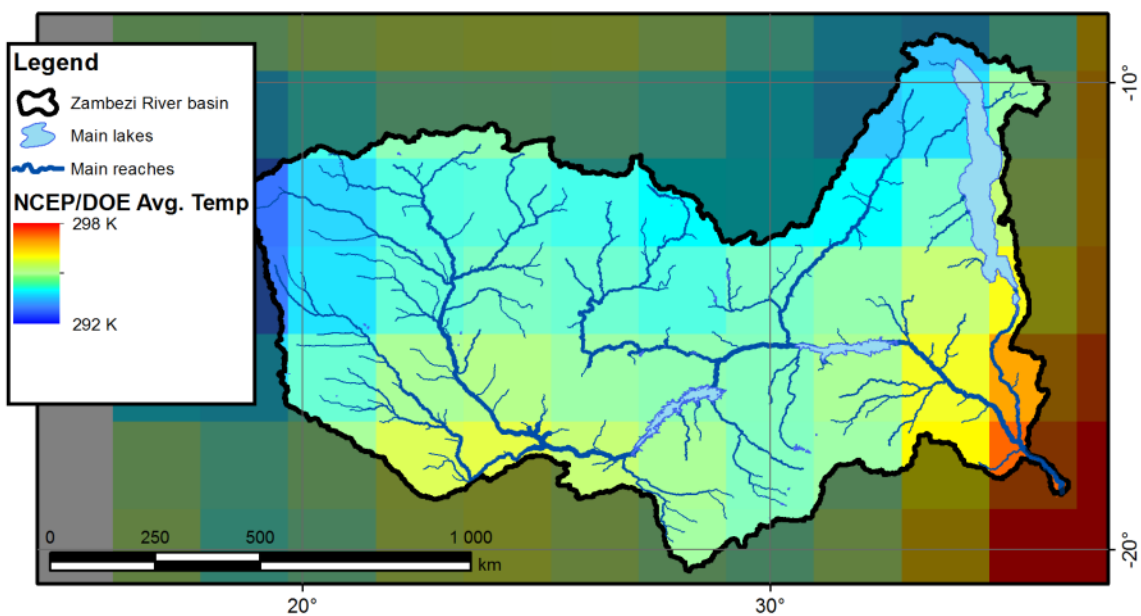 Legend
Zambezi River basin
Main lakes
Main reaches
NCEP/DOE Avg. Temp
298 K
292 K
-10°
-20°
0 250 500 1 000
km
20° 30°